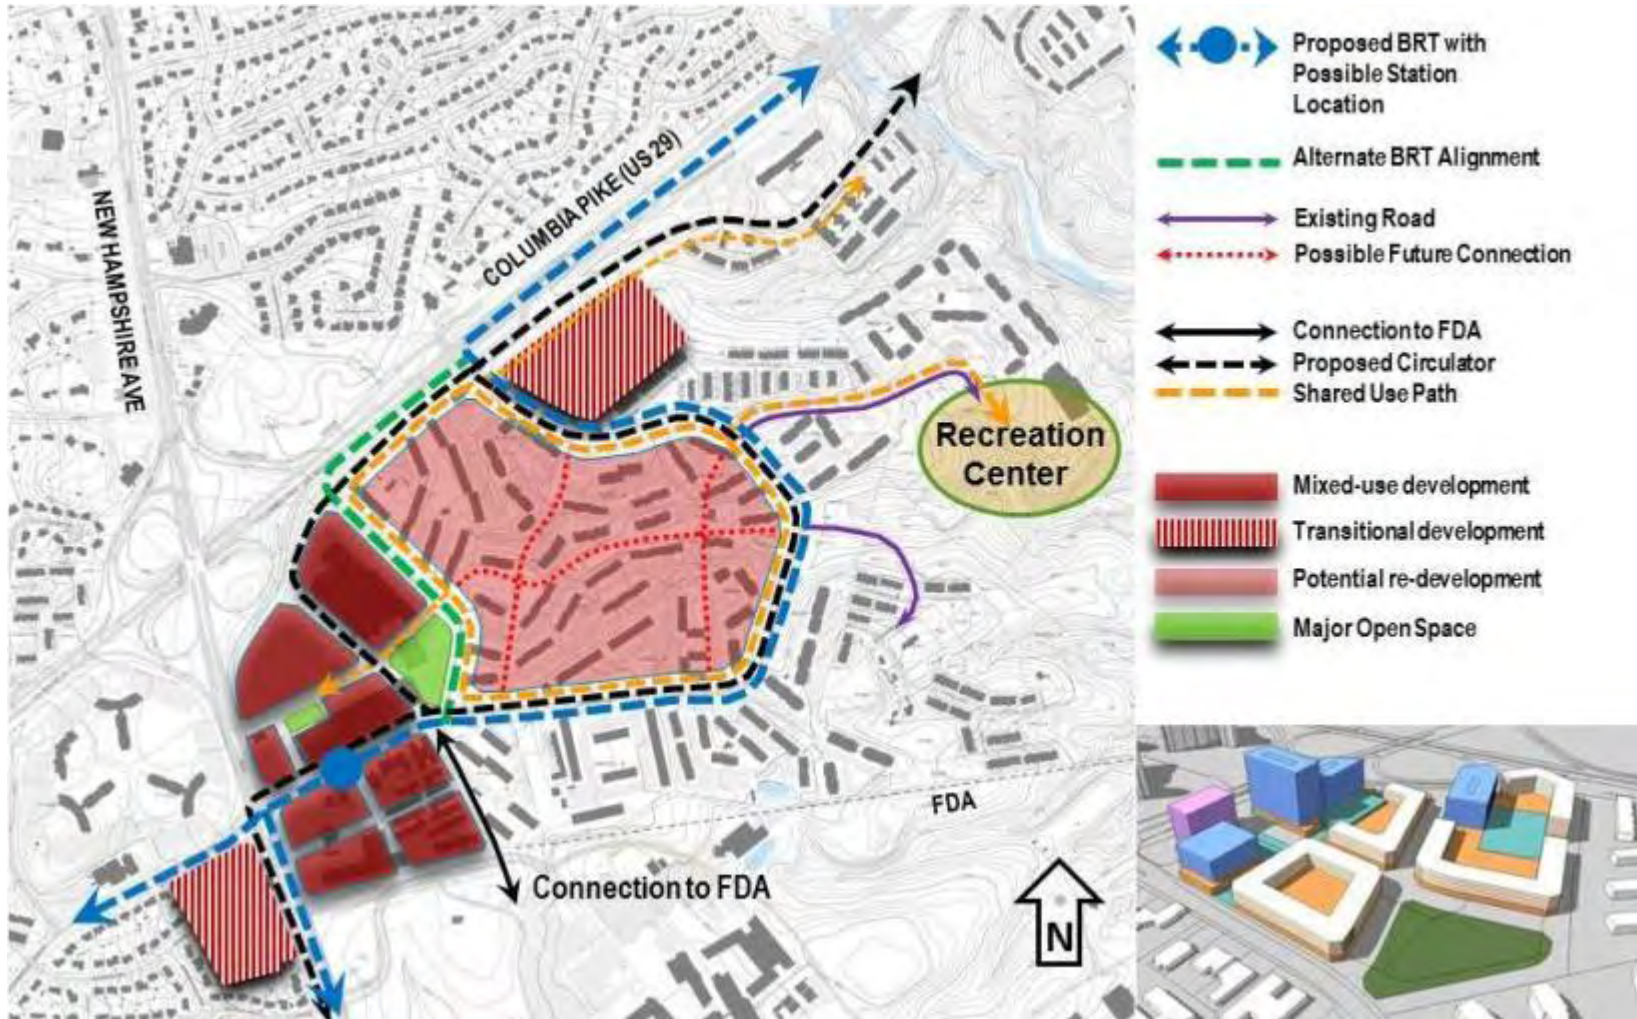 COLUMBIA PIKE (US 29)
NEW HAMPSHIRE AVE
Recreation
Center
FDA
Connection to FDA
N
Proposed BRT with
Possible Station
Location
Alternate BRT Alignment
Existing Road
Possible Future Connection
Connection to FDA
Proposed Circulator
Shared Use Path
Mixed-use development
Transitional development
Potential re-development
Major Open Space